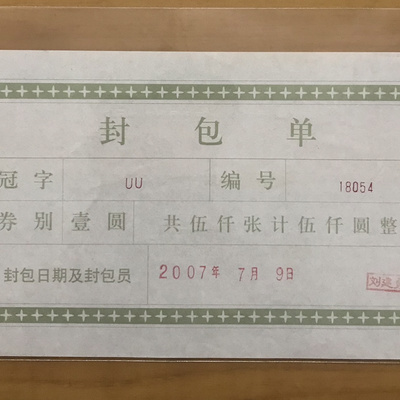 封包单
冠字 UU 编号 18054
券别 壹圆 共伍仟张计伍仟圆整
封包日期及封包员 2007年 7月 9日